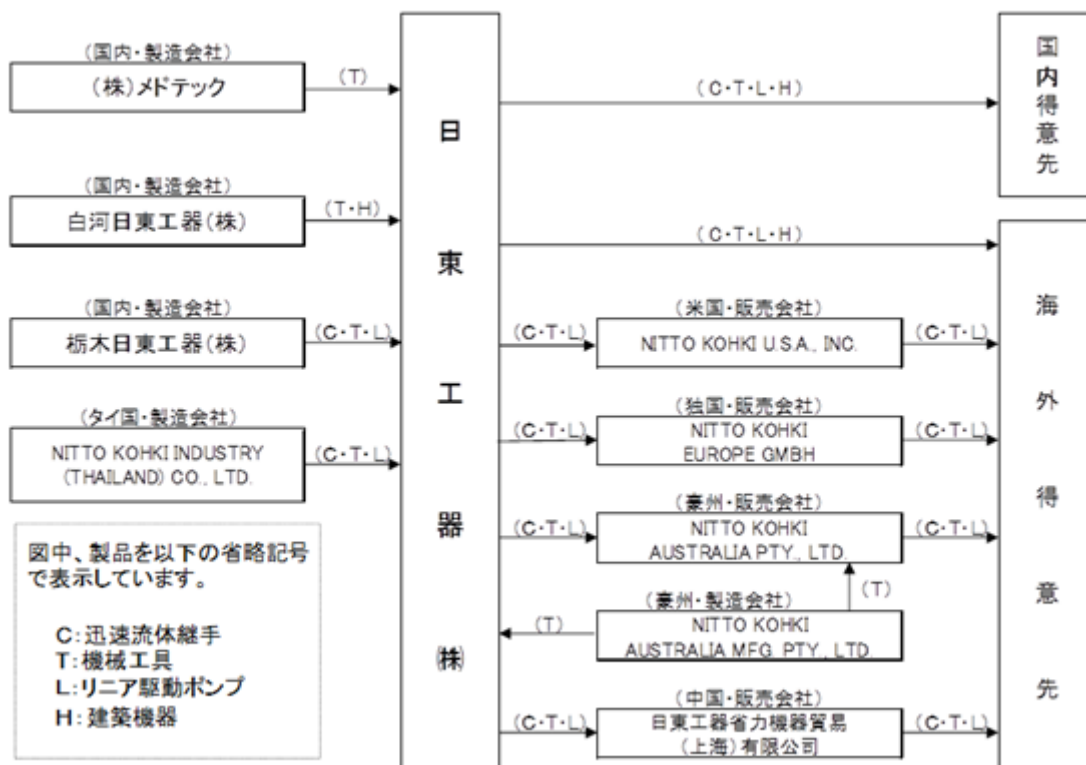 (国内・製造会社)
(株)メドテック
(T)
(国内・製造会社)
白河日東工器(株)
(T・H)
(国内・製造会社)
栃木日東工器(株)
(C・T・L)
(タイ国・製造会社)
NITTO KOHKI INDUSTRY
(THAILAND) CO., LTD.
(C・T・L)
図中、製品を以下の省略記号
で表示しています。
C:迅速流体継手
T:機械工具
L:リニア駆動ポンプ
H:建築機器
日東工器㈱
(C・T・L・H)
国内得意先
(C・T・L・H)
(米国・販売会社)
(C・T・L)
NITTO KOHKI U.S.A., INC.
(C・T・L)
(独国・販売会社)
(C・T・L)
NITTO KOHKI
EUROPE GMBH
(C・T・L)
(豪州・販売会社)
(C・T・L)
NITTO KOHKI
AUSTRALIA PTY., LTD.
(C・T・L)
(T)
(豪州・製造会社)
(T)
NITTO KOHKI
AUSTRALIA MFG. PTY., LTD.
(中国・販売会社)
(C・T・L)
日東工器省力機器貿易
(上海)有限公司
(C・T・L)
海外得意先